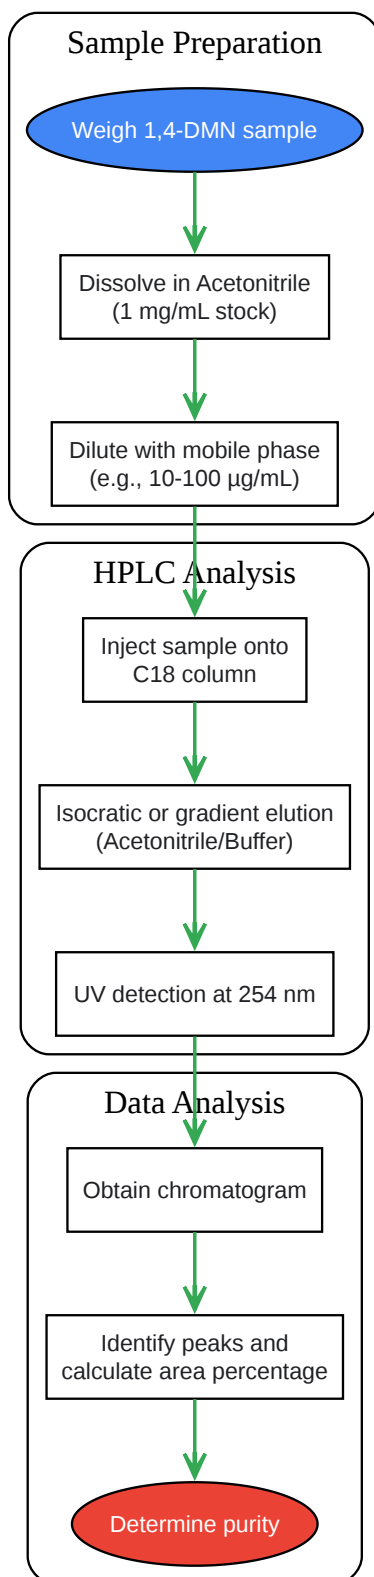 Sample Preparation
Weigh 1,4-DMN sample
Dissolve in Acetonitrile
(1 mg/mL stock)
Dilute with mobile phase
(e.g., 10-100 µg/mL)
HPLC Analysis
Inject sample onto
C18 column
Isocratic or gradient elution
(Acetonitrile/Buffer)
UV detection at 254 nm
Data Analysis
Obtain chromatogram
Identify peaks and
calculate area percentage
Determine purity